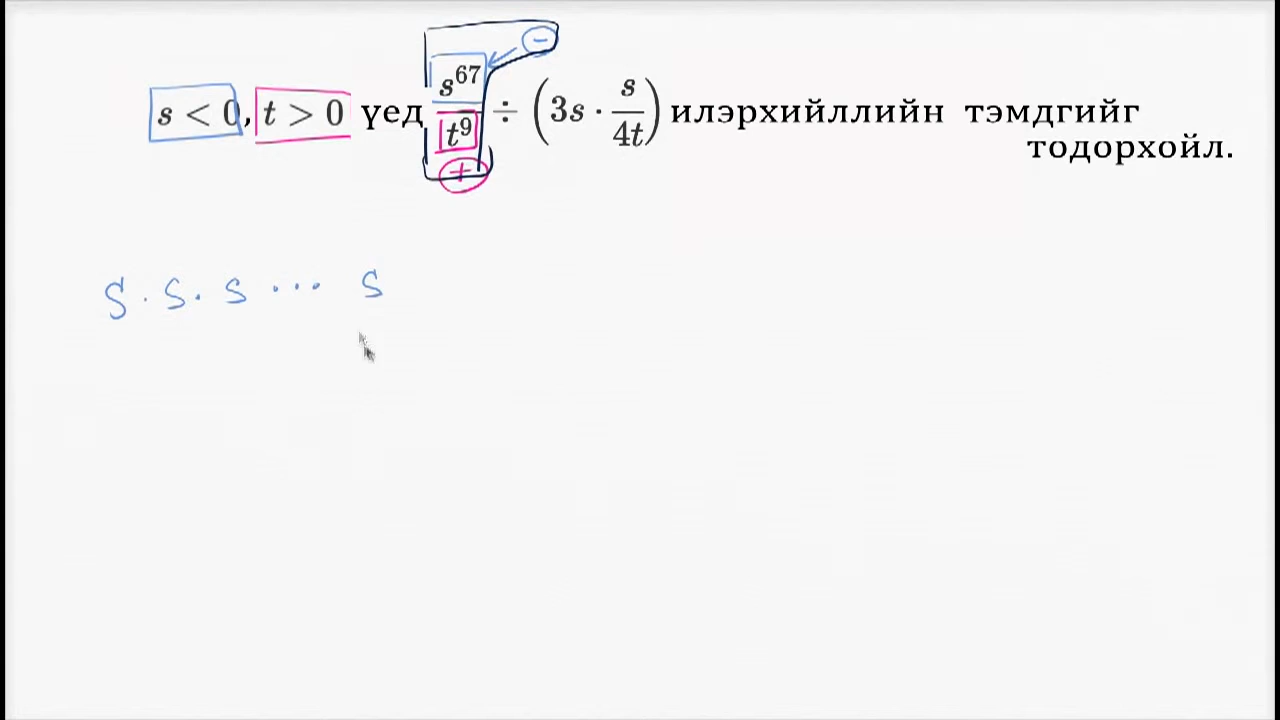 s < 0, t > 0 үед s^67/t^9 ÷ (3s · s/4t) илэрхийллийн тэмдгийг
тодорхойл.
−
+
s · s · s · ... s